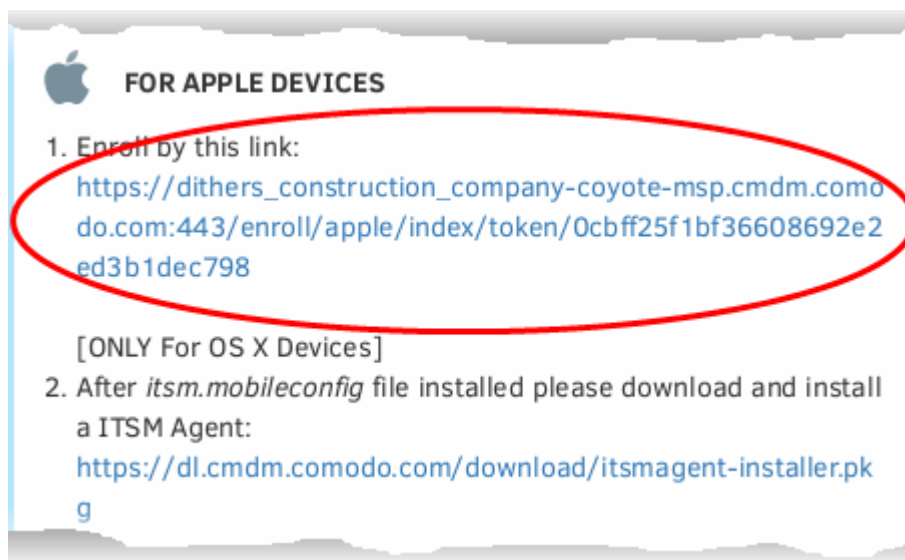 FOR APPLE DEVICES
1. Enroll by this link:
https://dithers_construction_company-coyote-msp.cmdm.como
do.com:443/enroll/apple/index/token/0cbff25f1bf36608692e2
ed3b1dec798
[ONLY For OS X Devices]
2. After itsm.mobileconfig file installed please download and install
a ITSM Agent:
https://dl.cmdm.comodo.com/download/itsmagent-installer.pk
g